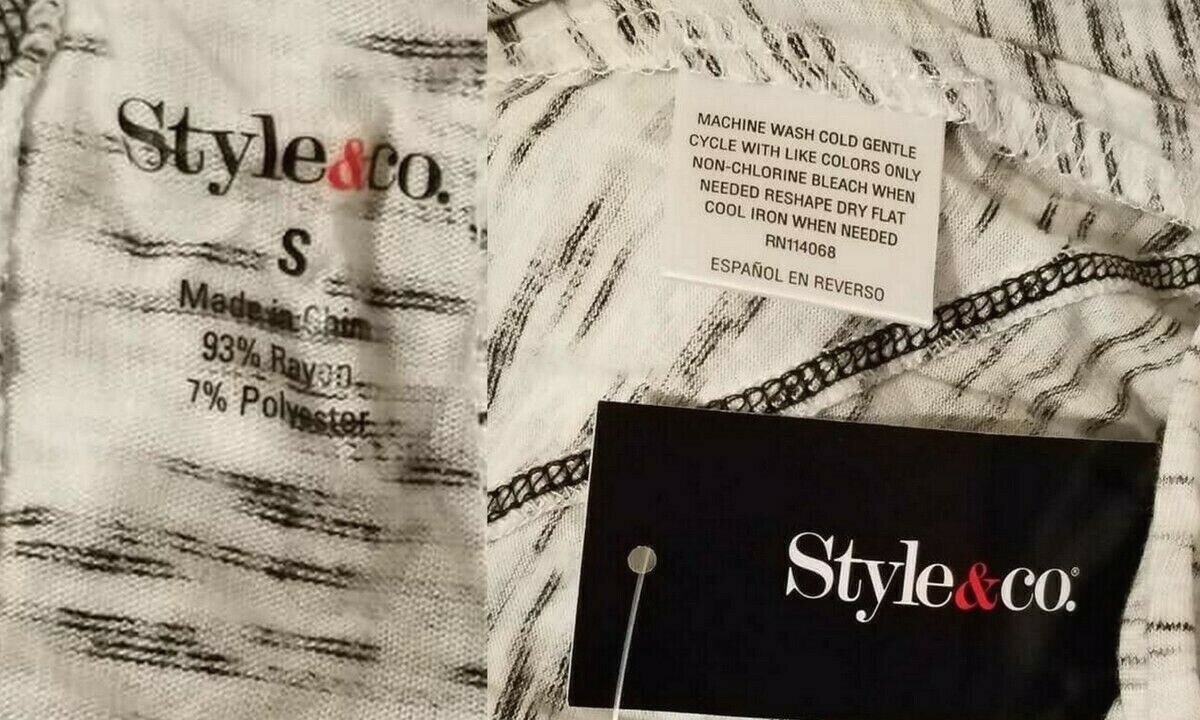 Style&co.
S
Made in China
93% Rayon
7% Polyester
MACHINE WASH COLD GENTLE
CYCLE WITH LIKE COLORS ONLY
NON-CHLORINE BLEACH WHEN
NEEDED RESHAPE DRY FLAT
COOL IRON WHEN NEEDED
RN114068
ESPAÑOL EN REVERSO
Style&co.®